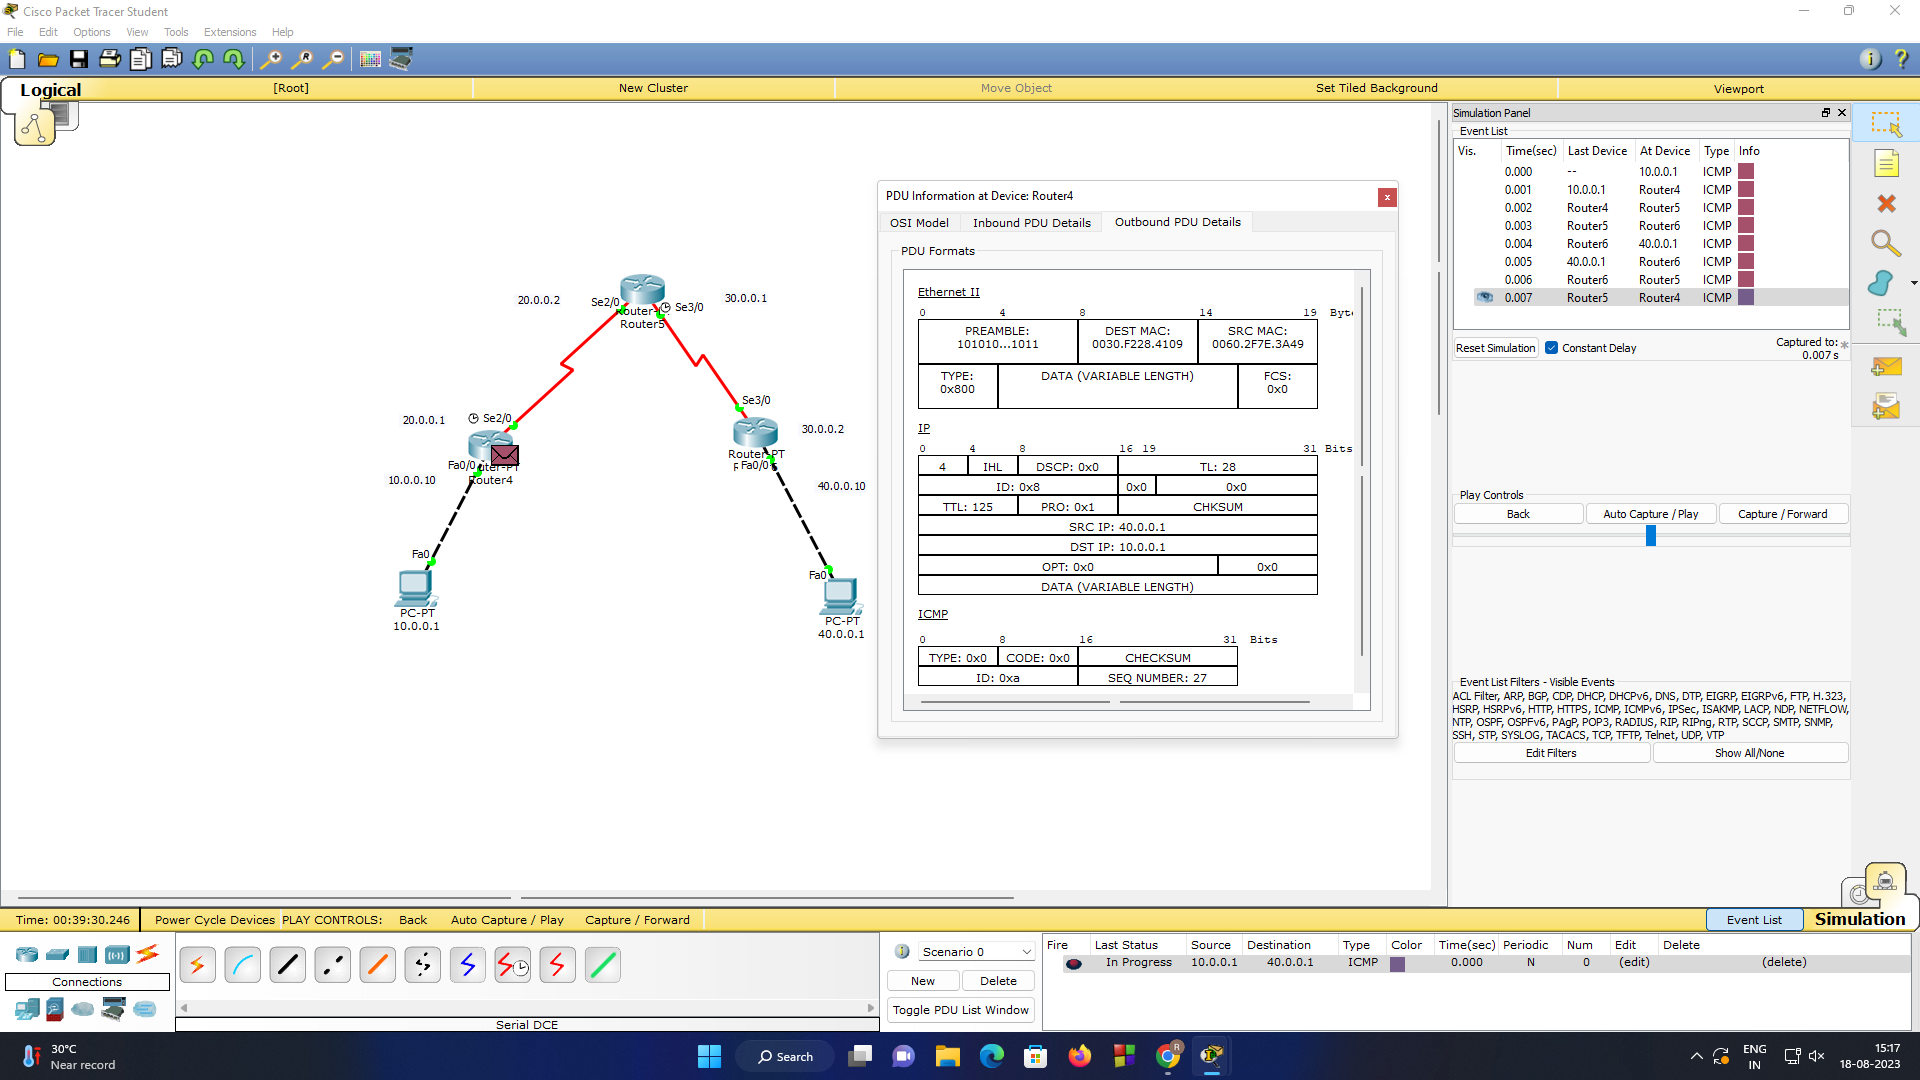 Cisco Packet Tracer Student
File Edit Options View Tools Extensions Help
Logical [Root] New Cluster Move Object Set Tiled Background Viewport
20.0.0.2
Se2/0
Se3/0
30.0.0.1
Router5
20.0.0.1
Se2/0
Fa0/0
Router4
10.0.0.10
Se3/0
30.0.0.2
Router-PT
Fa0/0
40.0.0.10
Fa0
PC-PT
10.0.0.1
Fa0
PC-PT
40.0.0.1
PDU Information at Device: Router4
OSI Model Inbound PDU Details Outbound PDU Details
PDU Formats
Ethernet II
0 4 8 14 19
PREAMBLE: 101010...1011
DEST MAC: 0030.F228.4109
SRC MAC: 0060.2F7E.3A49
TYPE: 0x800
DATA (VARIABLE LENGTH)
FCS: 0x0
IP
0 4 8 16 19 31 Bits
4 IHL DSCP: 0x0 TL: 28
ID: 0x8 0x0 0x0
TTL: 125 PRO: 0x1 CHKSUM
SRC IP: 40.0.0.1
DST IP: 10.0.0.1
OPT: 0x0 0x0
DATA (VARIABLE LENGTH)
ICMP
0 8 16 31 Bits
TYPE: 0x0 CODE: 0x0 CHECKSUM
ID: 0xa SEQ NUMBER: 27
Simulation Panel
Event List
Vis. Time(sec) Last Device At Device Type Info
0.000 -- 10.0.0.1 ICMP
0.001 10.0.0.1 Router4 ICMP
0.002 Router4 Router5 ICMP
0.003 Router5 Router6 ICMP
0.004 Router6 40.0.0.1 ICMP
0.005 40.0.0.1 Router6 ICMP
0.006 Router6 Router5 ICMP
0.007 Router5 Router4 ICMP
Reset Simulation Constant Delay
Captured to: *
0.007 s
Play Controls
Back Auto Capture / Play Capture / Forward
Event List Filters - Visible Events
ACL Filter, ARP, BGP, CDP, DHCP, DHCPv6, DNS, DTP, EIGRP, EIGRPv6, FTP, H.323,
HSRP, HSRPv6, HTTP, HTTPS, ICMP, ICMPv6, IPSec, ISAKMP, LACP, NDP, NETFLOW,
NTP, OSPF, OSPFv6, PAgP, POP3, RADIUS, RIP, RIPng, RTP, SCCP, SMTP, SNMP,
SSH, STP, SYSLOG, TACACS, TCP, TFTP, Telnet, UDP, VTP
Edit Filters Show All/None
Time: 00:39:30.246 Power Cycle Devices PLAY CONTROLS: Back Auto Capture / Play Capture / Forward
Event List Simulation
Connections
Serial DCE
Scenario 0
New Delete
Toggle PDU List Window
Fire Last Status Source Destination Type Color Time(sec) Periodic Num Edit Delete
In Progress 10.0.0.1 40.0.0.1 ICMP 0.000 N 0 (edit) (delete)
30°C
Near record
Search
ENG
IN
15:17
18-08-2023